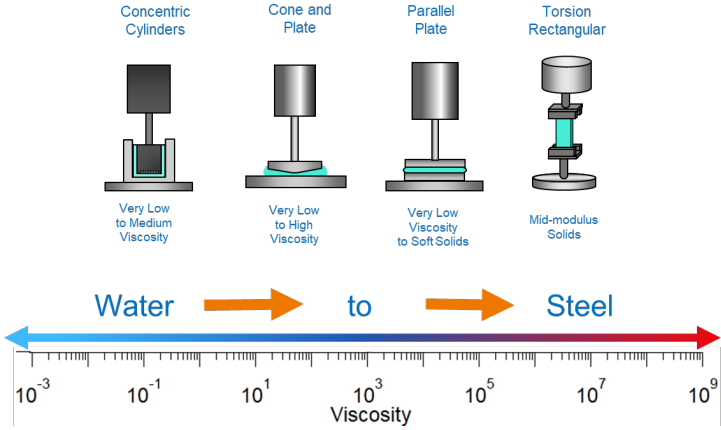 Concentric
Cylinders
Cone and
Plate
Parallel
Plate
Torsion
Rectangular
Very Low
to Medium
Viscosity
Very Low
to High
Viscosity
Very Low
Viscosity
to Soft Solids
Mid-modulus
Solids
Water to Steel
10⁻³ 10⁻¹ 10¹ 10³ 10⁵ 10⁷ 10⁹
Viscosity